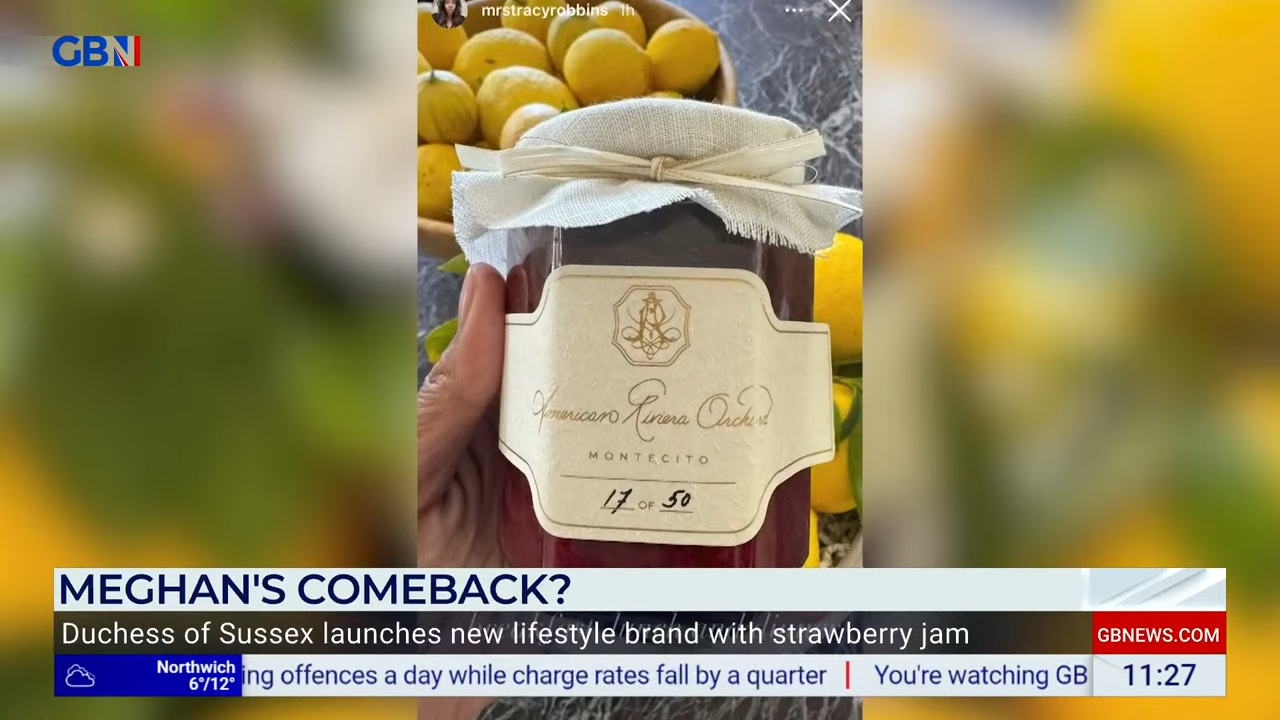 mrstracyrobbins 1h
GBN
American Riviera Orchard
MONTECITO
17 OF 50
MEGHAN'S COMEBACK?
Duchess of Sussex launches new lifestyle brand with strawberry jam
GBNEWS.COM
Northwich
6°/12°
ing offences a day while charge rates fall by a quarter | You're watching GB
11:27